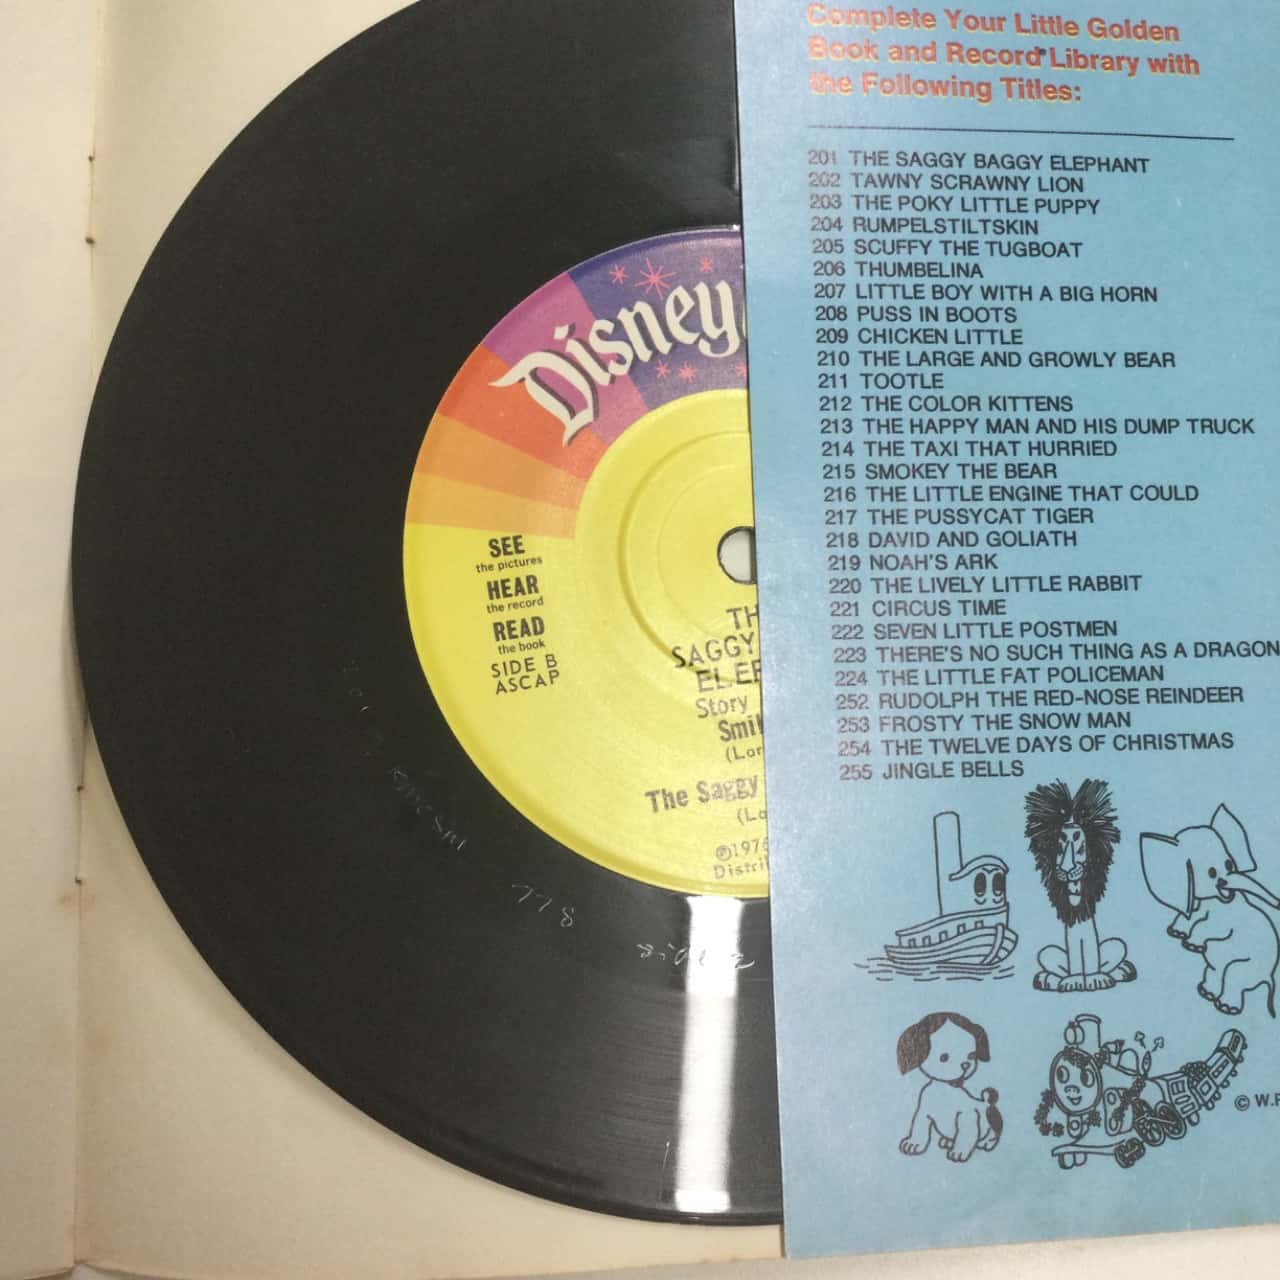 Disney
SEE
the pictures
HEAR
the record
READ
the book
SIDE B
ASCAP
SAGGY
Story
The Saggy
℗1976
778
side 2
Complete Your Little Golden
Book and Record Library with
the Following Titles:
201 THE SAGGY BAGGY ELEPHANT
202 TAWNY SCRAWNY LION
203 THE POKY LITTLE PUPPY
204 RUMPELSTILTSKIN
205 SCUFFY THE TUGBOAT
206 THUMBELINA
207 LITTLE BOY WITH A BIG HORN
208 PUSS IN BOOTS
209 CHICKEN LITTLE
210 THE LARGE AND GROWLY BEAR
211 TOOTLE
212 THE COLOR KITTENS
213 THE HAPPY MAN AND HIS DUMP TRUCK
214 THE TAXI THAT HURRIED
215 SMOKEY THE BEAR
216 THE LITTLE ENGINE THAT COULD
217 THE PUSSYCAT TIGER
218 DAVID AND GOLIATH
219 NOAH'S ARK
220 THE LIVELY LITTLE RABBIT
221 CIRCUS TIME
222 SEVEN LITTLE POSTMEN
223 THERE'S NO SUCH THING AS A DRAGON
224 THE LITTLE FAT POLICEMAN
252 RUDOLPH THE RED-NOSE REINDEER
253 FROSTY THE SNOW MAN
254 THE TWELVE DAYS OF CHRISTMAS
255 JINGLE BELLS
© W.